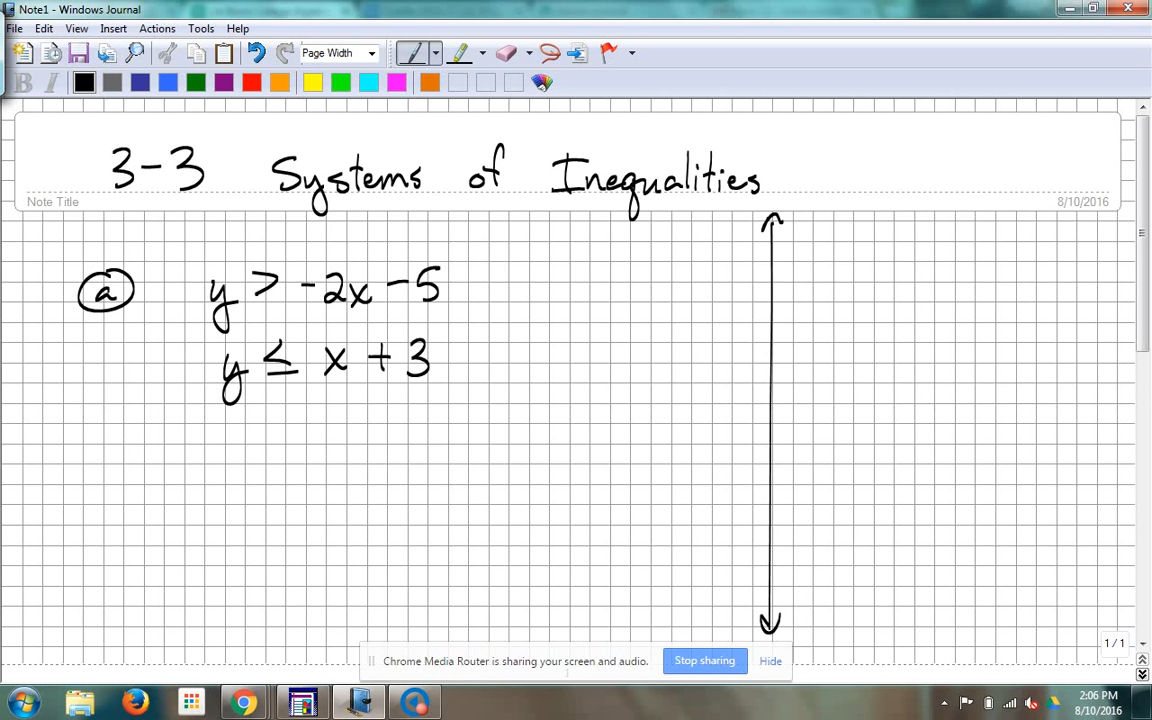 Note1 - Windows Journal
File Edit View Insert Actions Tools Help
Page Width
B I
3-3 Systems of Inequalities
Note Title 8/10/2016
a y > -2x - 5
y ≤ x + 3
1 / 1
Chrome Media Router is sharing your screen and audio. Stop sharing Hide
2:06 PM
8/10/2016